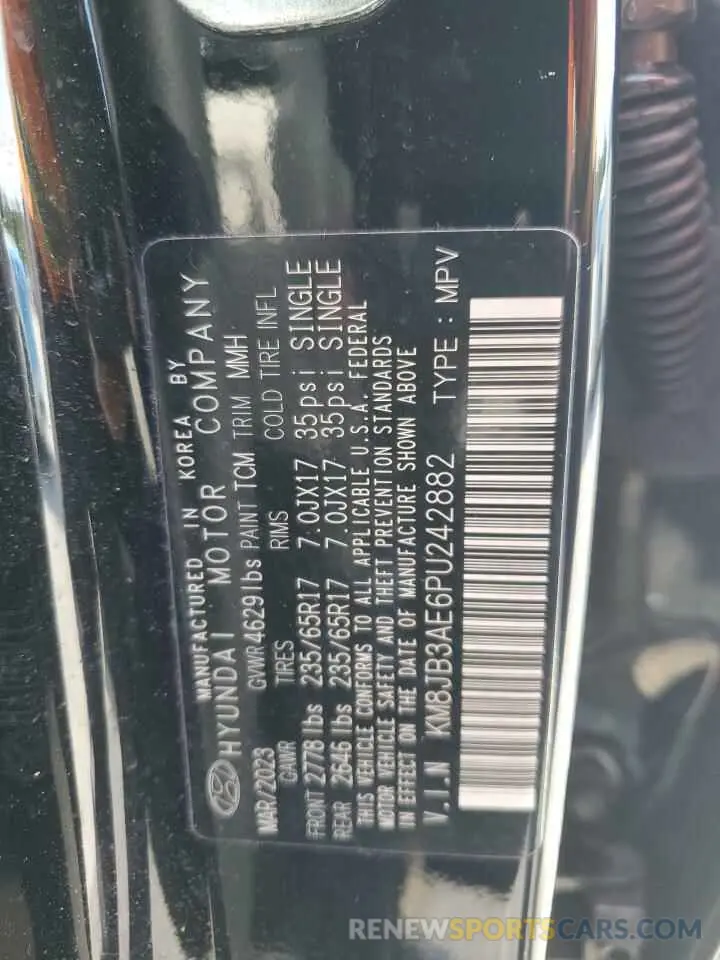 MANUFACTURED IN KOREA BY
HYUNDAI MOTOR COMPANY
MAR/2023 GVWR 4629lbs PAINT TCM TRIM MMH
GAWR TIRES RIMS COLD TIRE INFL
FRONT 2778 lbs 235/65R17 7.0JX17 35psi SINGLE
REAR 2646 lbs 235/65R17 7.0JX17 35psi SINGLE
THIS VEHICLE CONFORMS TO ALL APPLICABLE U.S.A. FEDERAL
MOTOR VEHICLE SAFETY AND THEFT PREVENTION STANDARDS
IN EFFECT ON THE DATE OF MANUFACTURE SHOWN ABOVE
V.I.N KM8JB3AE6PU242882 TYPE : MPV
RENEWSPORTSCARS.COM